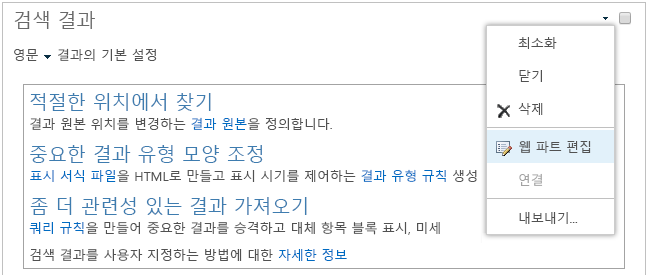 검색 결과
영문 결과의 기본 설정
적절한 위치에서 찾기
결과 원본 위치를 변경하는 결과 원본을 정의합니다.
중요한 결과 유형 모양 조정
표시 서식 파일을 HTML로 만들고 표시 시기를 제어하는 결과 유형 규칙 생성
좀 더 관련성 있는 결과 가져오기
쿼리 규칙을 만들어 중요한 결과를 승격하고 대체 항목 블록 표시, 미세
검색 결과를 사용자 지정하는 방법에 대한 자세한 정보
최소화
닫기
삭제
웹 파트 편집
연결
내보내기...